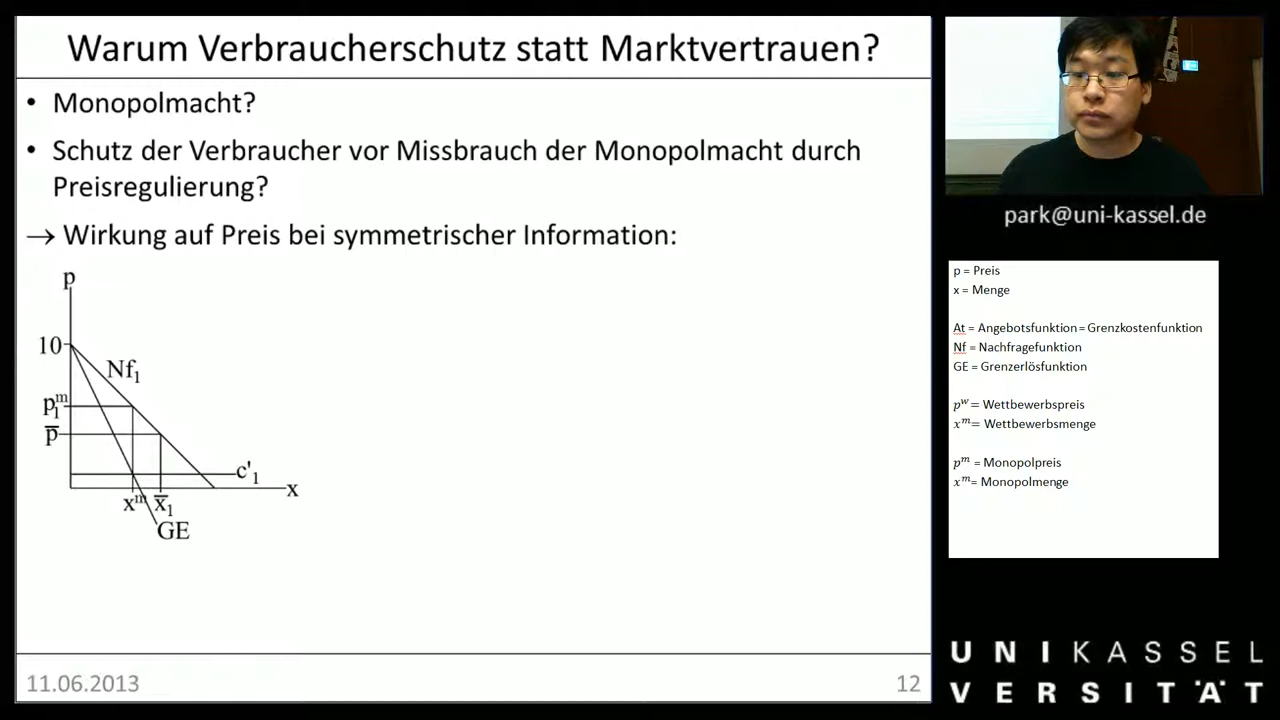 Warum Verbraucherschutz statt Marktvertrauen?
• Monopolmacht?
• Schutz der Verbraucher vor Missbrauch der Monopolmacht durch
Preisregulierung?
→ Wirkung auf Preis bei symmetrischer Information:
p
10
Nf₁
p₁ᵐ
p̅
c'₁
x
xᵐ x̅₁
GE
11.06.2013
12
park@uni-kassel.de
p = Preis
x = Menge
At = Angebotsfunktion = Grenzkostenfunktion
Nf = Nachfragefunktion
GE = Grenzerlösfunktion
pʷ = Wettbewerbspreis
xᵐ = Wettbewerbsmenge
pᵐ = Monopolpreis
xᵐ = Monopolmenge
UNIKASSEL
VERSITÄT